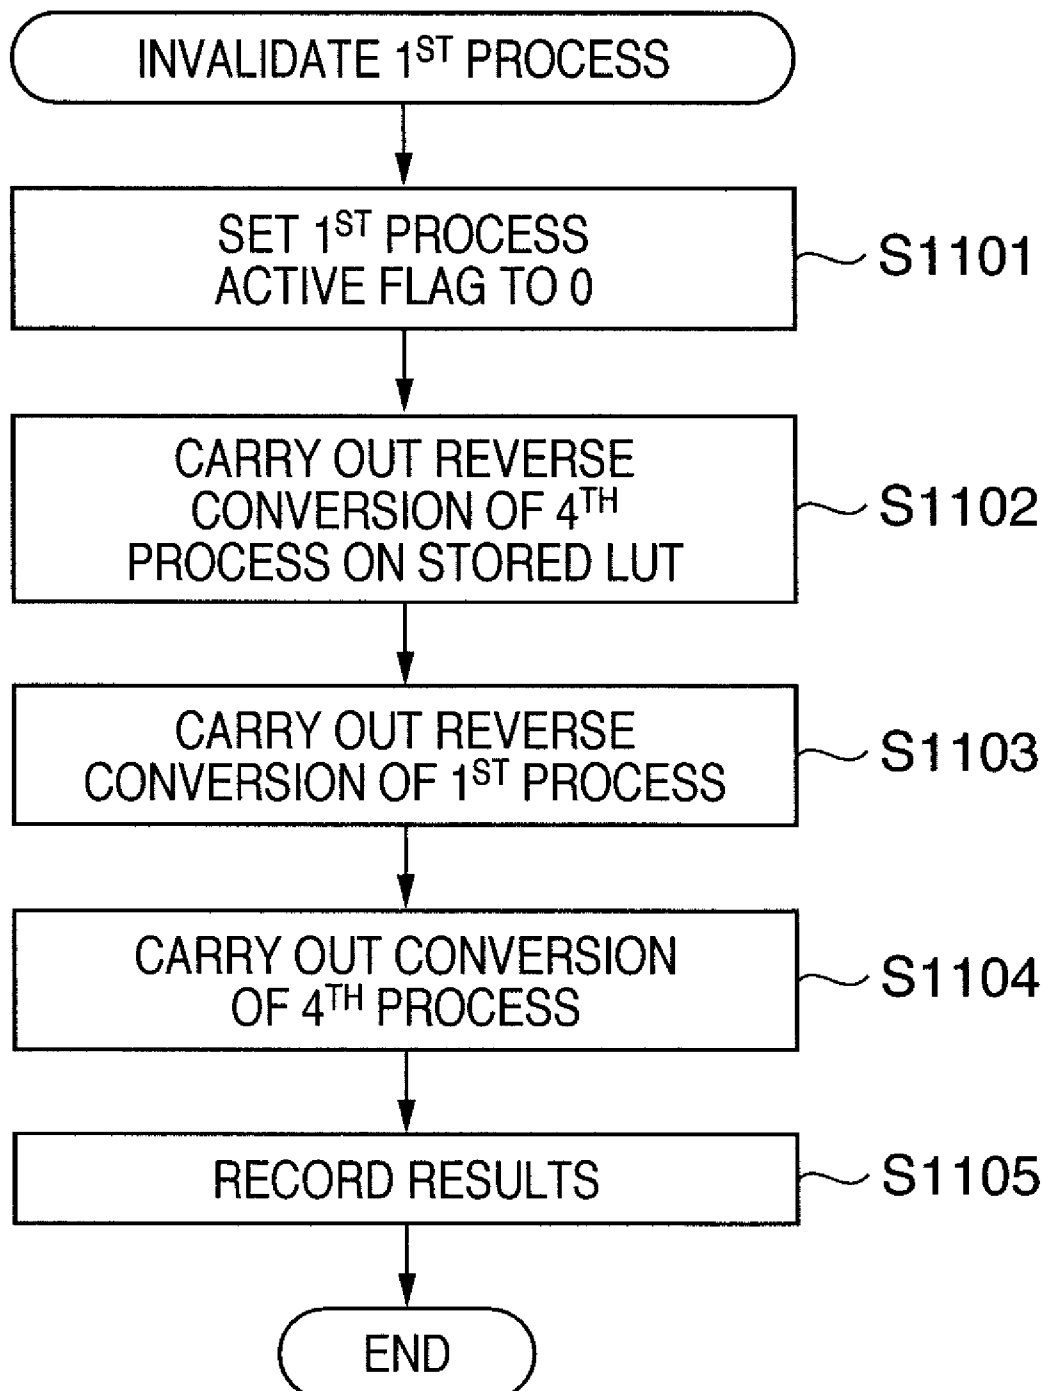 INVALIDATE 1ST PROCESS
SET 1ST PROCESS
ACTIVE FLAG TO 0
S1101
CARRY OUT REVERSE
CONVERSION OF 4TH
PROCESS ON STORED LUT
S1102
CARRY OUT REVERSE
CONVERSION OF 1ST PROCESS
S1103
CARRY OUT CONVERSION
OF 4TH PROCESS
S1104
RECORD RESULTS
S1105
END